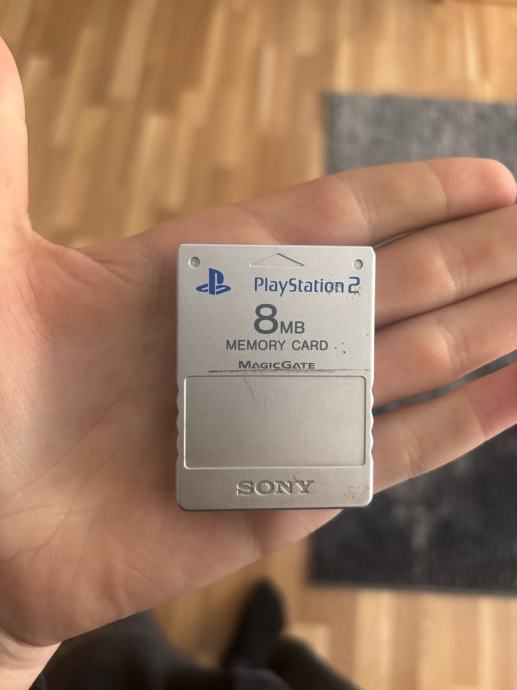 PlayStation 2
8MB
MEMORY CARD
MAGICGATE
SONY